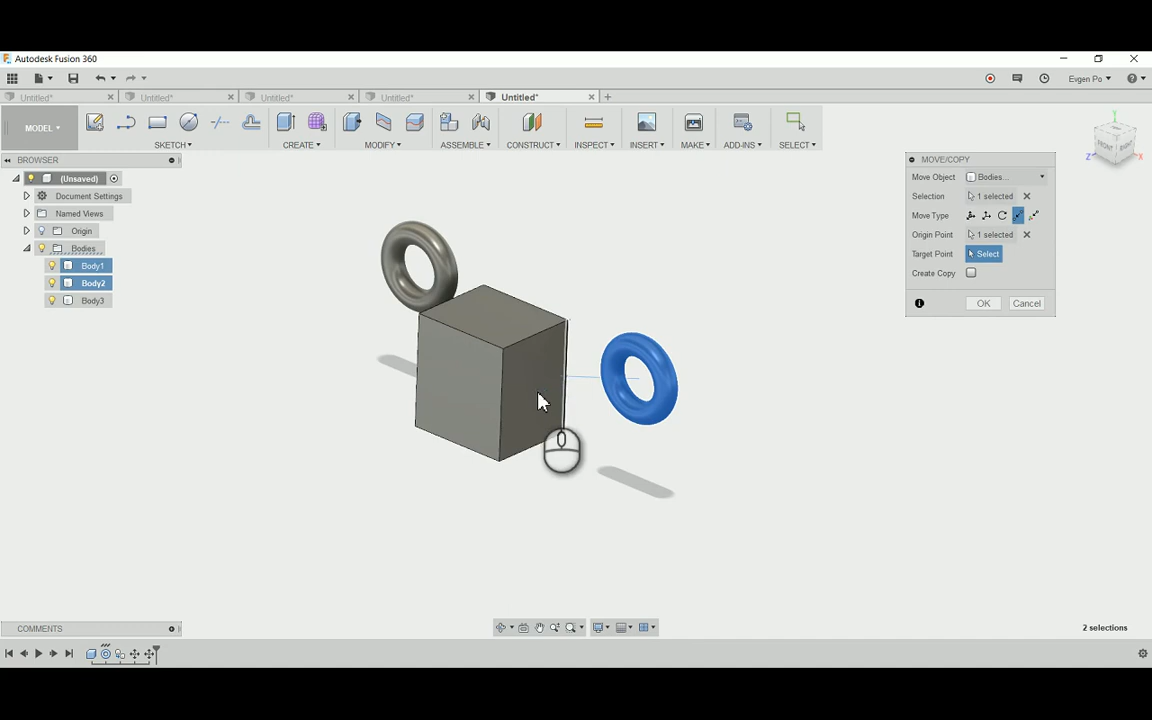 Autodesk Fusion 360
Evgen Po
Untitled*
Untitled*
Untitled*
Untitled*
Untitled*
MODEL
SKETCH
CREATE
MODIFY
ASSEMBLE
CONSTRUCT
INSPECT
INSERT
MAKE
ADD-INS
SELECT
BROWSER
(Unsaved)
Document Settings
Named Views
Origin
Bodies
Body1
Body2
Body3
MOVE/COPY
Move Object Bodies...
Selection 1 selected
Move Type
Origin Point 1 selected
Target Point Select
Create Copy
OK Cancel
FRONT RIGHT
Y
Z X
COMMENTS
2 selections